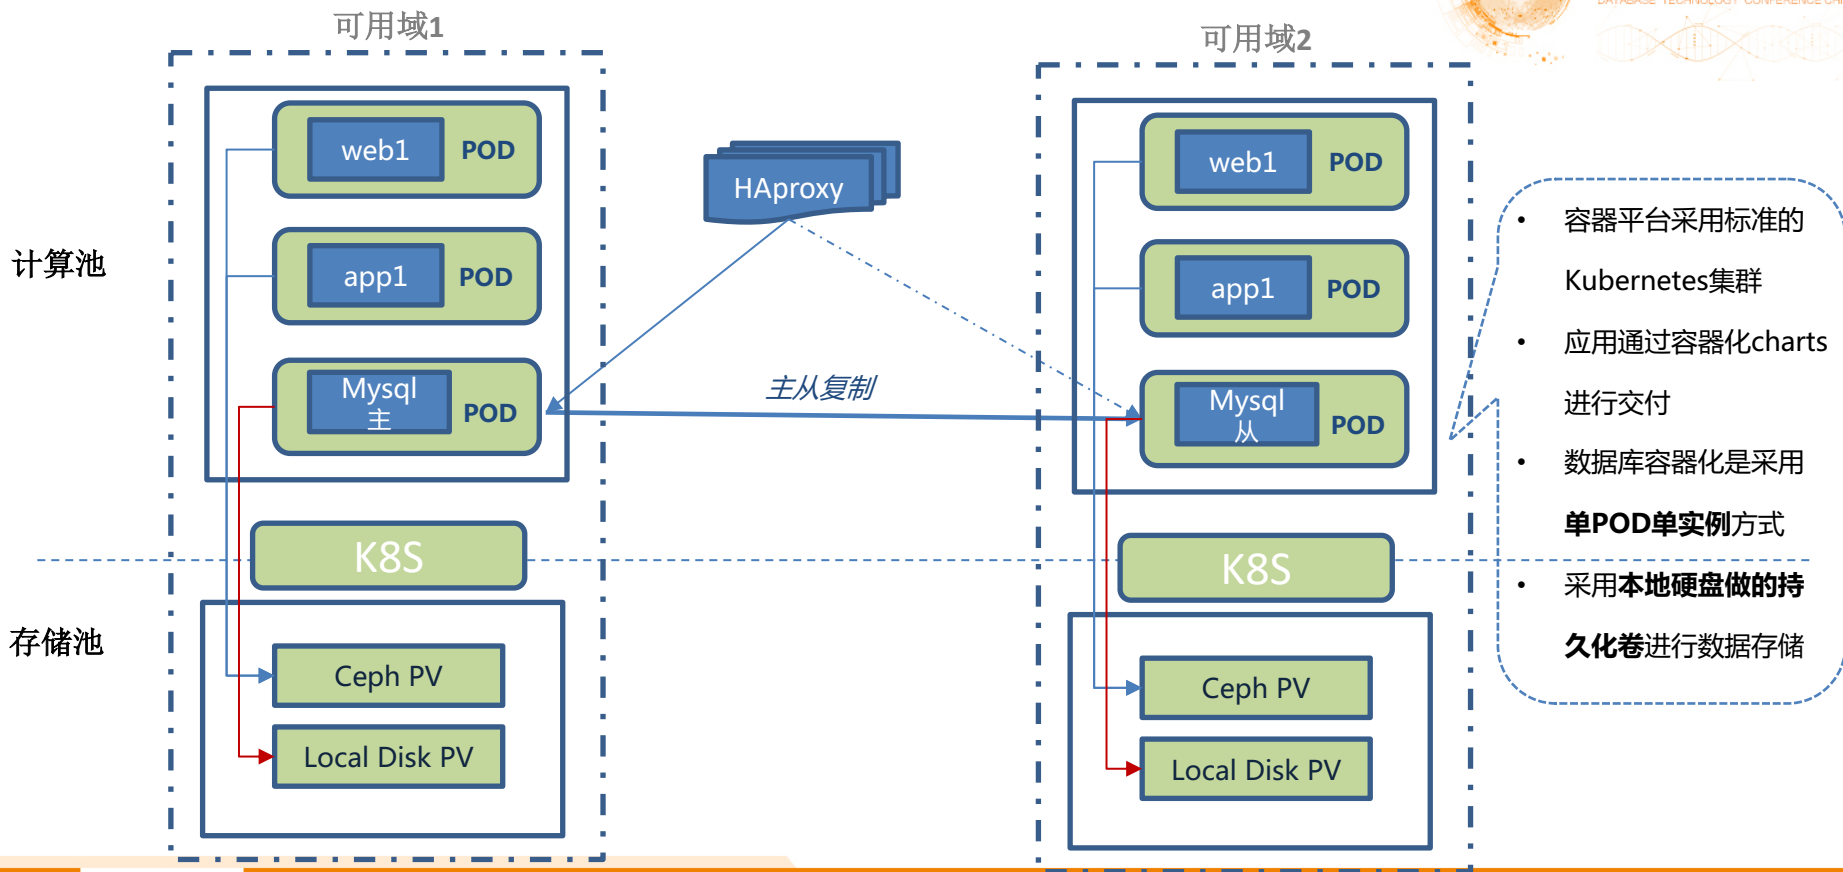 DATABASE TECHNOLOGY CONFERENCE CHI
可用域1
可用域2
计算池
存储池
web1
POD
app1
POD
Mysql
主
POD
K8S
Ceph PV
Local Disk PV
HAproxy
主从复制
web1
POD
app1
POD
Mysql
从
POD
K8S
Ceph PV
Local Disk PV
• 容器平台采用标准的
Kubernetes集群
• 应用通过容器化charts
进行交付
• 数据库容器化是采用
单POD单实例方式
• 采用本地硬盘做的持
久化卷进行数据存储